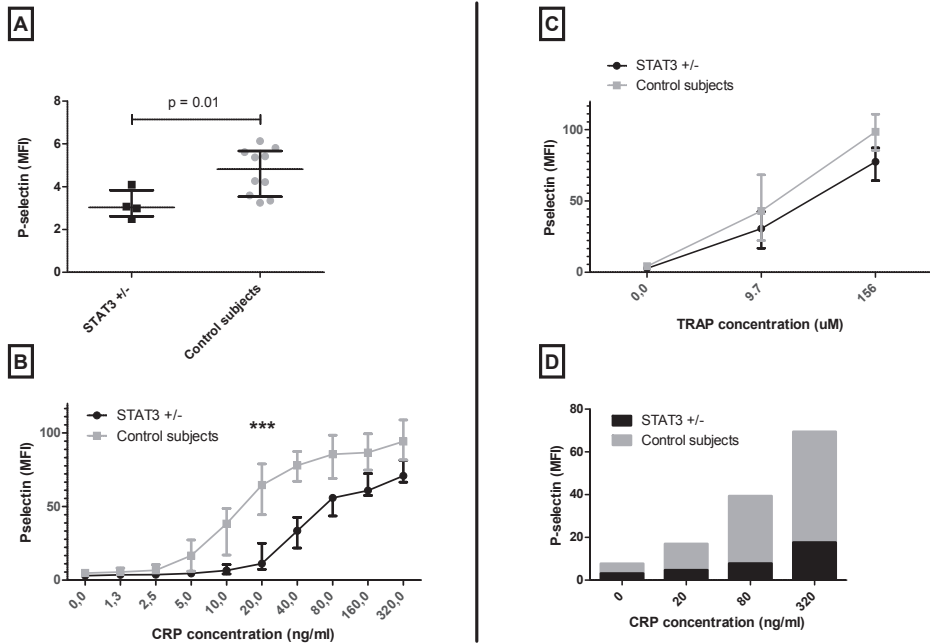 A
p = 0.01
P-selectin (MFI)
8
6
4
2
0
STAT3 +/-
Control subjects
B
STAT3 +/-
Control subjects
***
Pselectin (MFI)
100
50
0
0,0
1,3
2,5
5,0
10,0
20,0
40,0
80,0
160,0
320,0
CRP concentration (ng/ml)
C
STAT3 +/-
Control subjects
Pselectin (MFI)
100
50
0
0.0
9.7
156
TRAP concentration (uM)
D
STAT3 +/-
Control subjects
P-selectin (MFI)
80
60
40
20
0
0
20
80
320
CRP concentration (ng/ml)